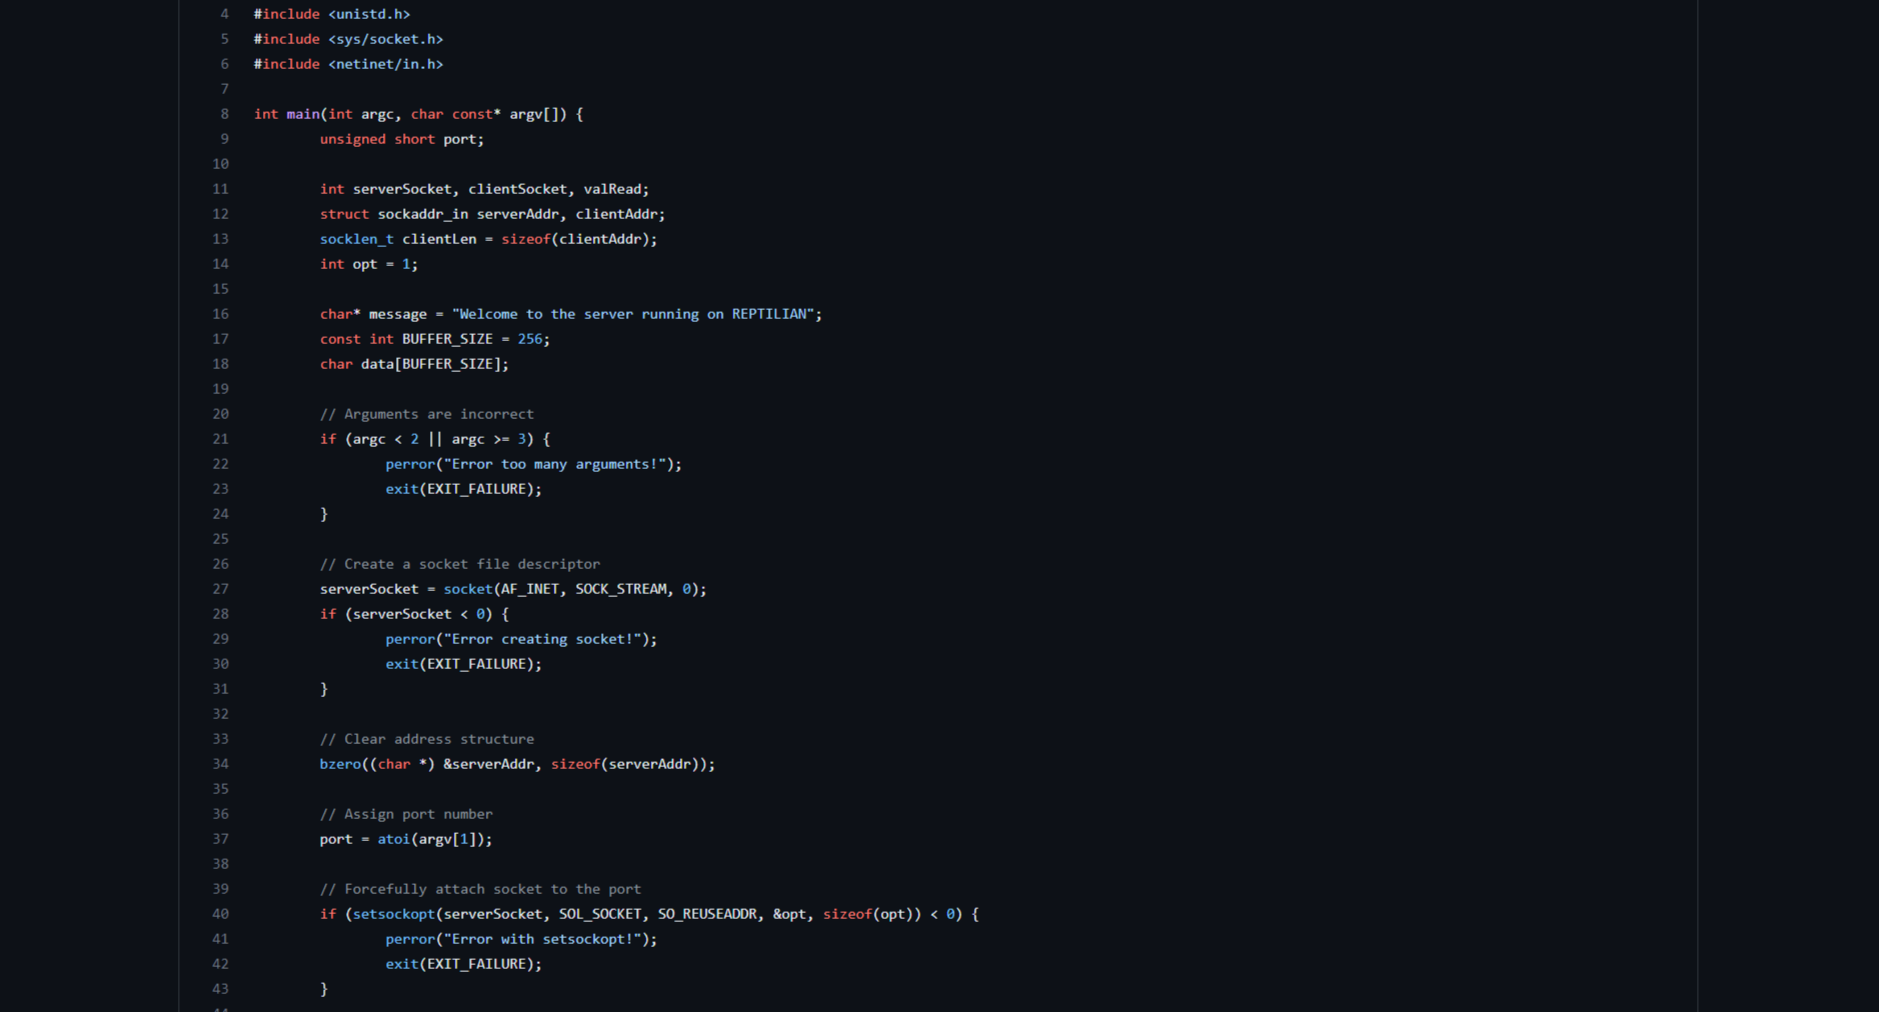 4 #include <unistd.h>
5 #include <sys/socket.h>
6 #include <netinet/in.h>
7
8 int main(int argc, char const* argv[]) {
9 unsigned short port;
10
11 int serverSocket, clientSocket, valRead;
12 struct sockaddr_in serverAddr, clientAddr;
13 socklen_t clientLen = sizeof(clientAddr);
14 int opt = 1;
15
16 char* message = "Welcome to the server running on REPTILIAN";
17 const int BUFFER_SIZE = 256;
18 char data[BUFFER_SIZE];
19
20 // Arguments are incorrect
21 if (argc < 2 || argc >= 3) {
22 perror("Error too many arguments!");
23 exit(EXIT_FAILURE);
24 }
25
26 // Create a socket file descriptor
27 serverSocket = socket(AF_INET, SOCK_STREAM, 0);
28 if (serverSocket < 0) {
29 perror("Error creating socket!");
30 exit(EXIT_FAILURE);
31 }
32
33 // Clear address structure
34 bzero((char *) &serverAddr, sizeof(serverAddr));
35
36 // Assign port number
37 port = atoi(argv[1]);
38
39 // Forcefully attach socket to the port
40 if (setsockopt(serverSocket, SOL_SOCKET, SO_REUSEADDR, &opt, sizeof(opt)) < 0) {
41 perror("Error with setsockopt!");
42 exit(EXIT_FAILURE);
43 }